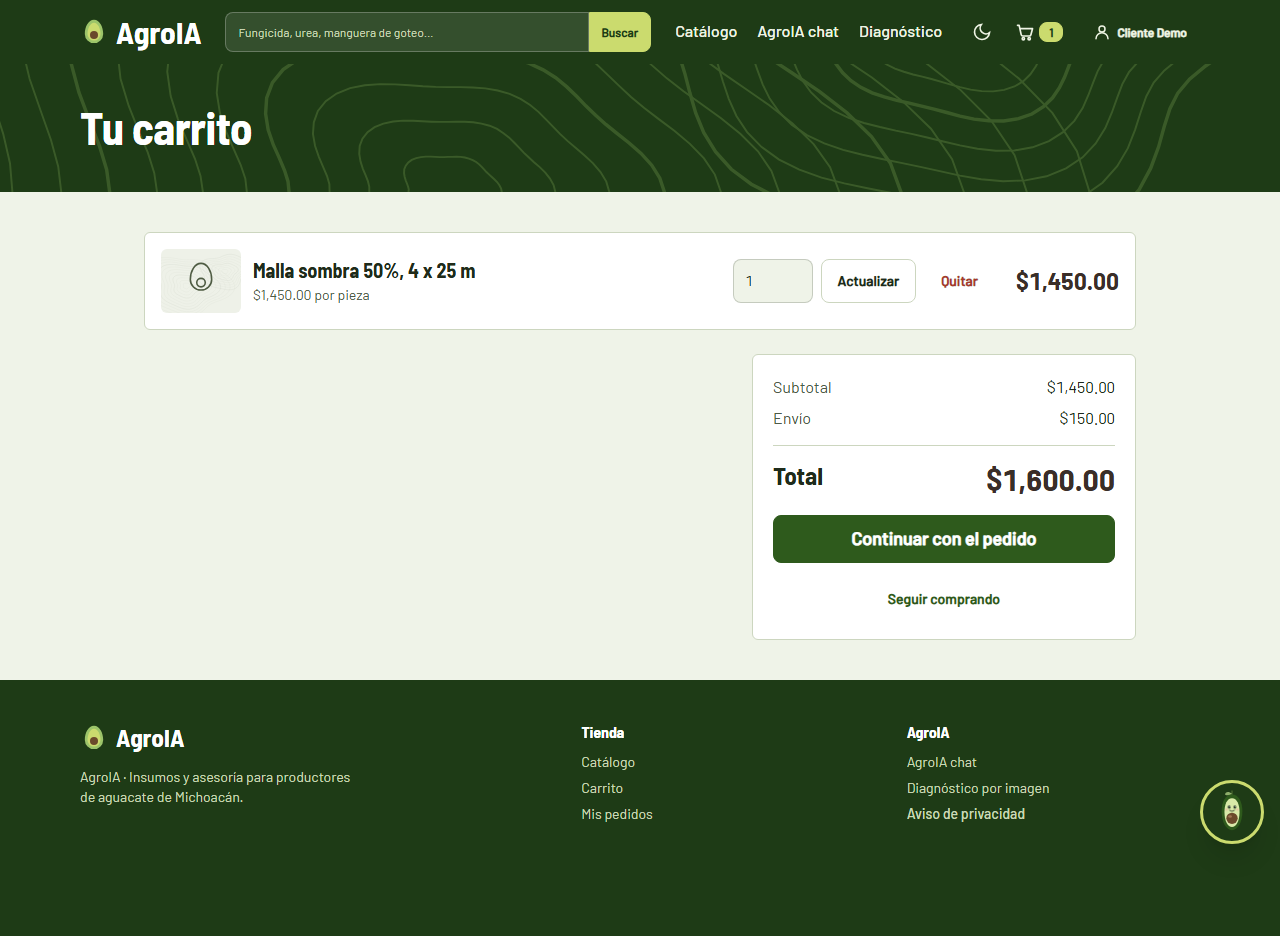 AgroIA
Fungicida, urea, manguera de goteo...
Buscar
Catálogo
AgroIA chat
Diagnóstico
1
Cliente Demo
Tu carrito
Malla sombra 50%, 4 x 25 m
$1,450.00 por pieza
1
Actualizar
Quitar
$1,450.00
Subtotal $1,450.00
Envío $150.00
Total $1,600.00
Continuar con el pedido
Seguir comprando
AgroIA
AgroIA · Insumos y asesoría para productores
de aguacate de Michoacán.
Tienda
Catálogo
Carrito
Mis pedidos
AgroIA
AgroIA chat
Diagnóstico por imagen
Aviso de privacidad